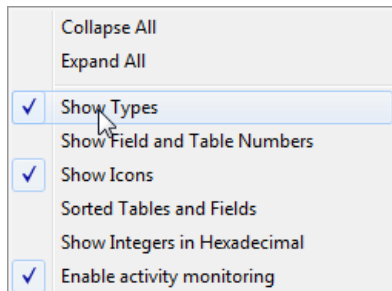 Collapse All
Expand All
Show Types
Show Field and Table Numbers
Show Icons
Sorted Tables and Fields
Show Integers in Hexadecimal
Enable activity monitoring